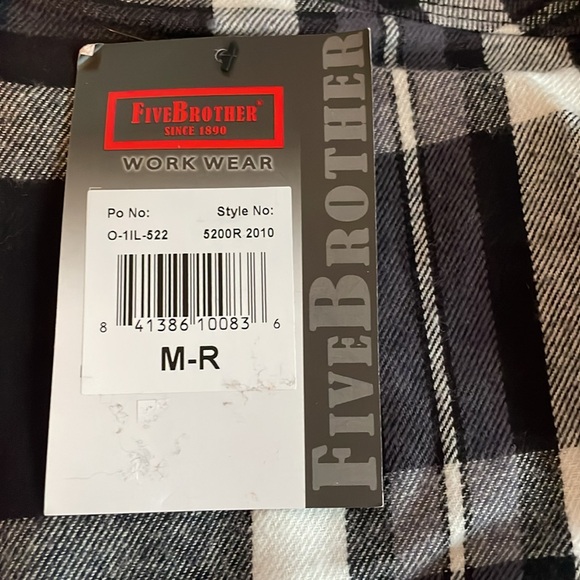 FIVEBROTHER®
SINCE 1890
WORK WEAR
Po No: Style No:
O-1IL-522 5200R 2010
8 41386 10083 6
M-R
FIVEBROTHER